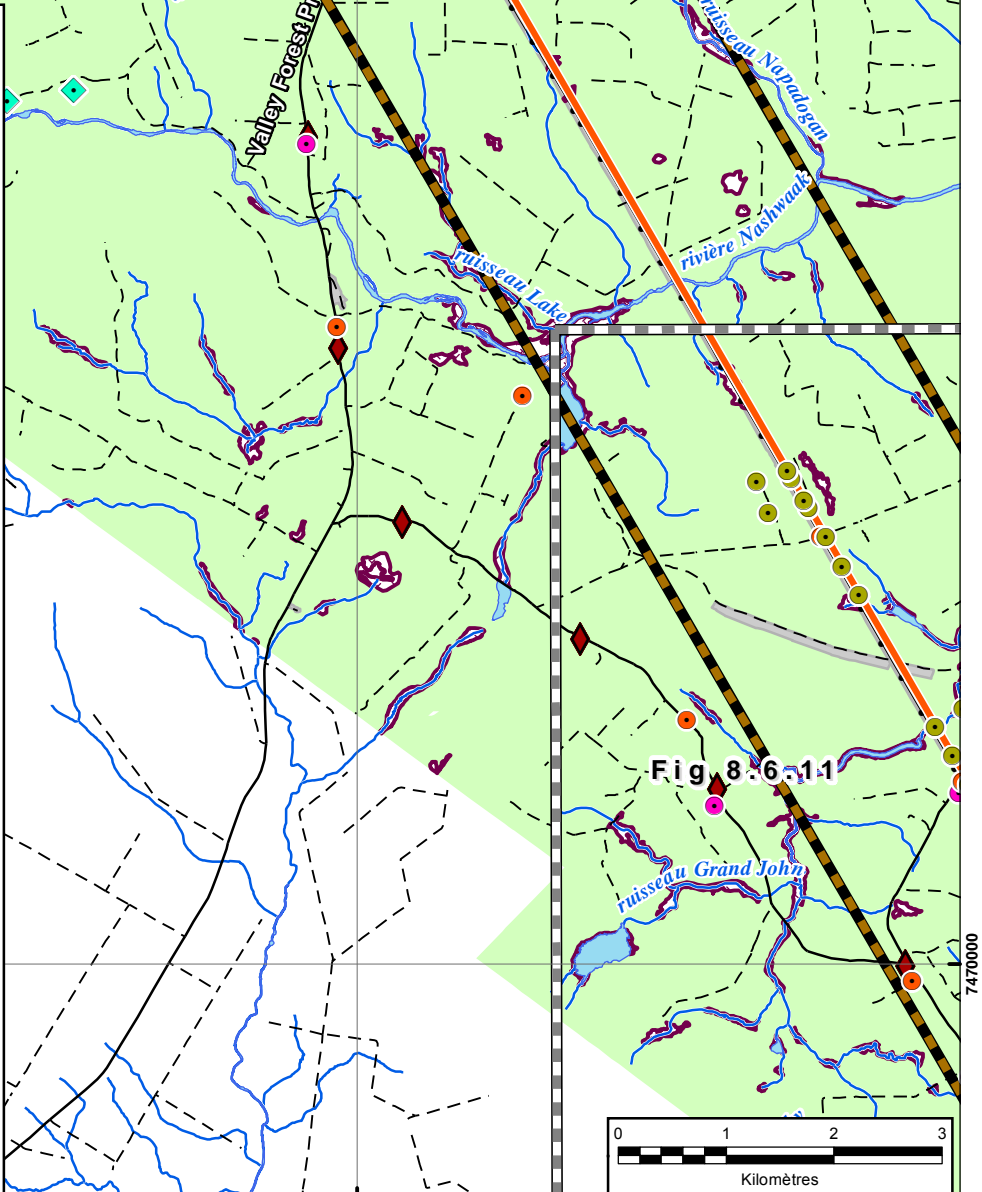 Valley Forest Pr
ruisseau Napadogan
rivière Nashwaak
ruisseau Lake
Fig 8.6.11
ruisseau Grand John
7470000
0 1 2 3
Kilomètres